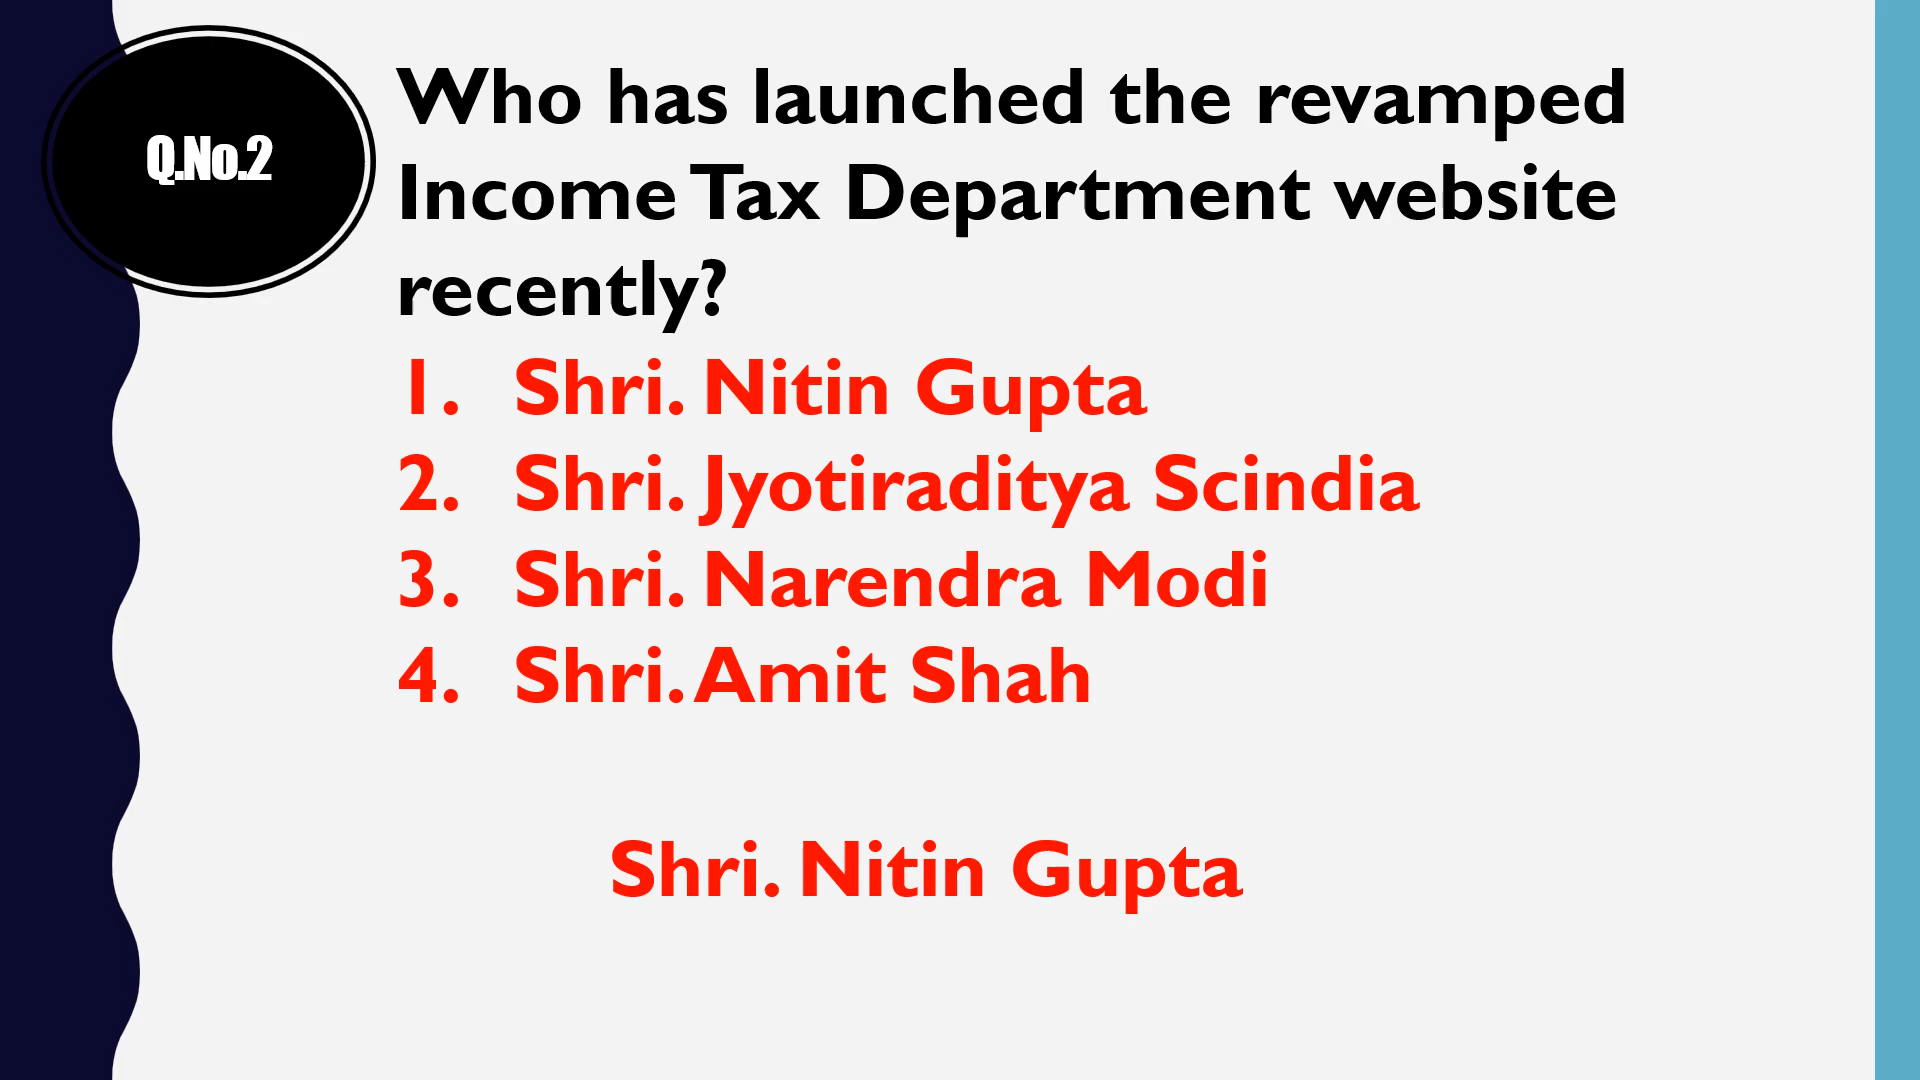 Q.No.2
Who has launched the revamped
Income Tax Department website
recently?
1. Shri. Nitin Gupta
2. Shri. Jyotiraditya Scindia
3. Shri. Narendra Modi
4. Shri. Amit Shah
Shri. Nitin Gupta